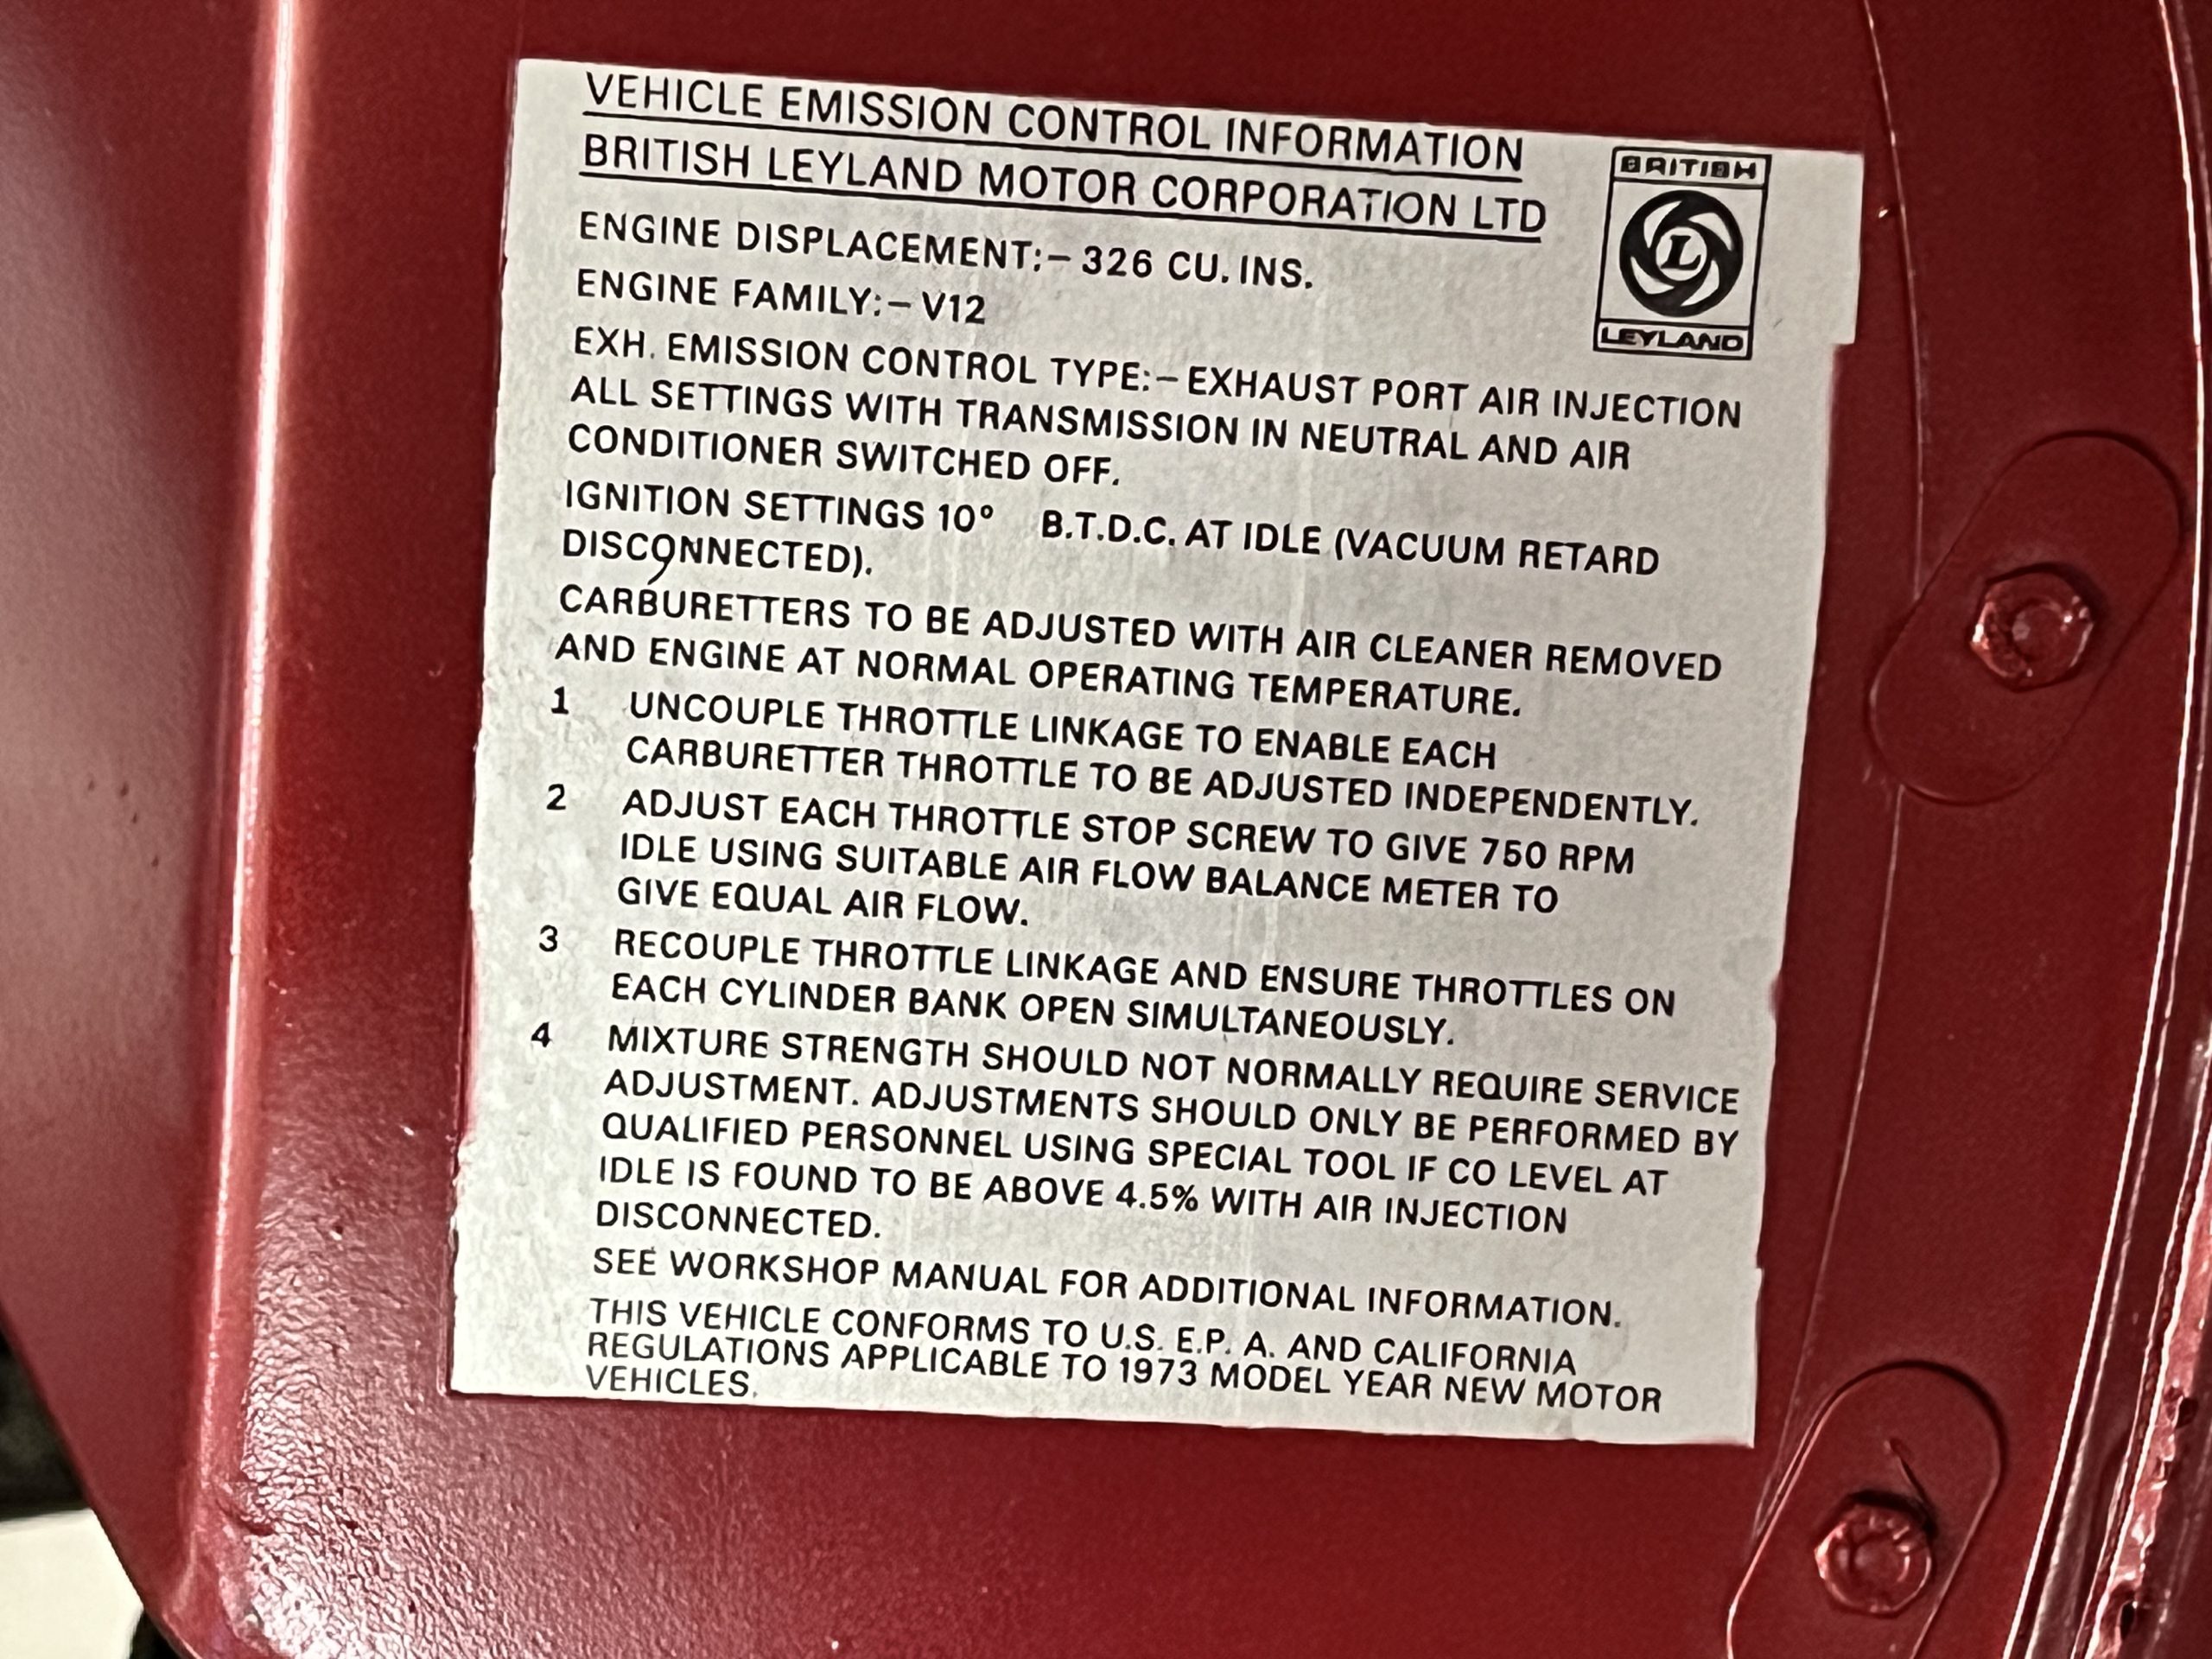 VEHICLE EMISSION CONTROL INFORMATION
BRITISH LEYLAND MOTOR CORPORATION LTD
BRITISH
L
LEYLAND
ENGINE DISPLACEMENT:– 326 CU. INS.
ENGINE FAMILY:– V12
EXH. EMISSION CONTROL TYPE:– EXHAUST PORT AIR INJECTION
ALL SETTINGS WITH TRANSMISSION IN NEUTRAL AND AIR
CONDITIONER SWITCHED OFF.
IGNITION SETTINGS 10° B.T.D.C. AT IDLE (VACUUM RETARD
DISCONNECTED).
CARBURETTERS TO BE ADJUSTED WITH AIR CLEANER REMOVED
AND ENGINE AT NORMAL OPERATING TEMPERATURE.
1 UNCOUPLE THROTTLE LINKAGE TO ENABLE EACH
CARBURETTER THROTTLE TO BE ADJUSTED INDEPENDENTLY.
2 ADJUST EACH THROTTLE STOP SCREW TO GIVE 750 RPM
IDLE USING SUITABLE AIR FLOW BALANCE METER TO
GIVE EQUAL AIR FLOW.
3 RECOUPLE THROTTLE LINKAGE AND ENSURE THROTTLES ON
EACH CYLINDER BANK OPEN SIMULTANEOUSLY.
4 MIXTURE STRENGTH SHOULD NOT NORMALLY REQUIRE SERVICE
ADJUSTMENT. ADJUSTMENTS SHOULD ONLY BE PERFORMED BY
QUALIFIED PERSONNEL USING SPECIAL TOOL IF CO LEVEL AT
IDLE IS FOUND TO BE ABOVE 4.5% WITH AIR INJECTION
DISCONNECTED.
SEE WORKSHOP MANUAL FOR ADDITIONAL INFORMATION.
THIS VEHICLE CONFORMS TO U.S. E.P. A. AND CALIFORNIA
REGULATIONS APPLICABLE TO 1973 MODEL YEAR NEW MOTOR
VEHICLES.